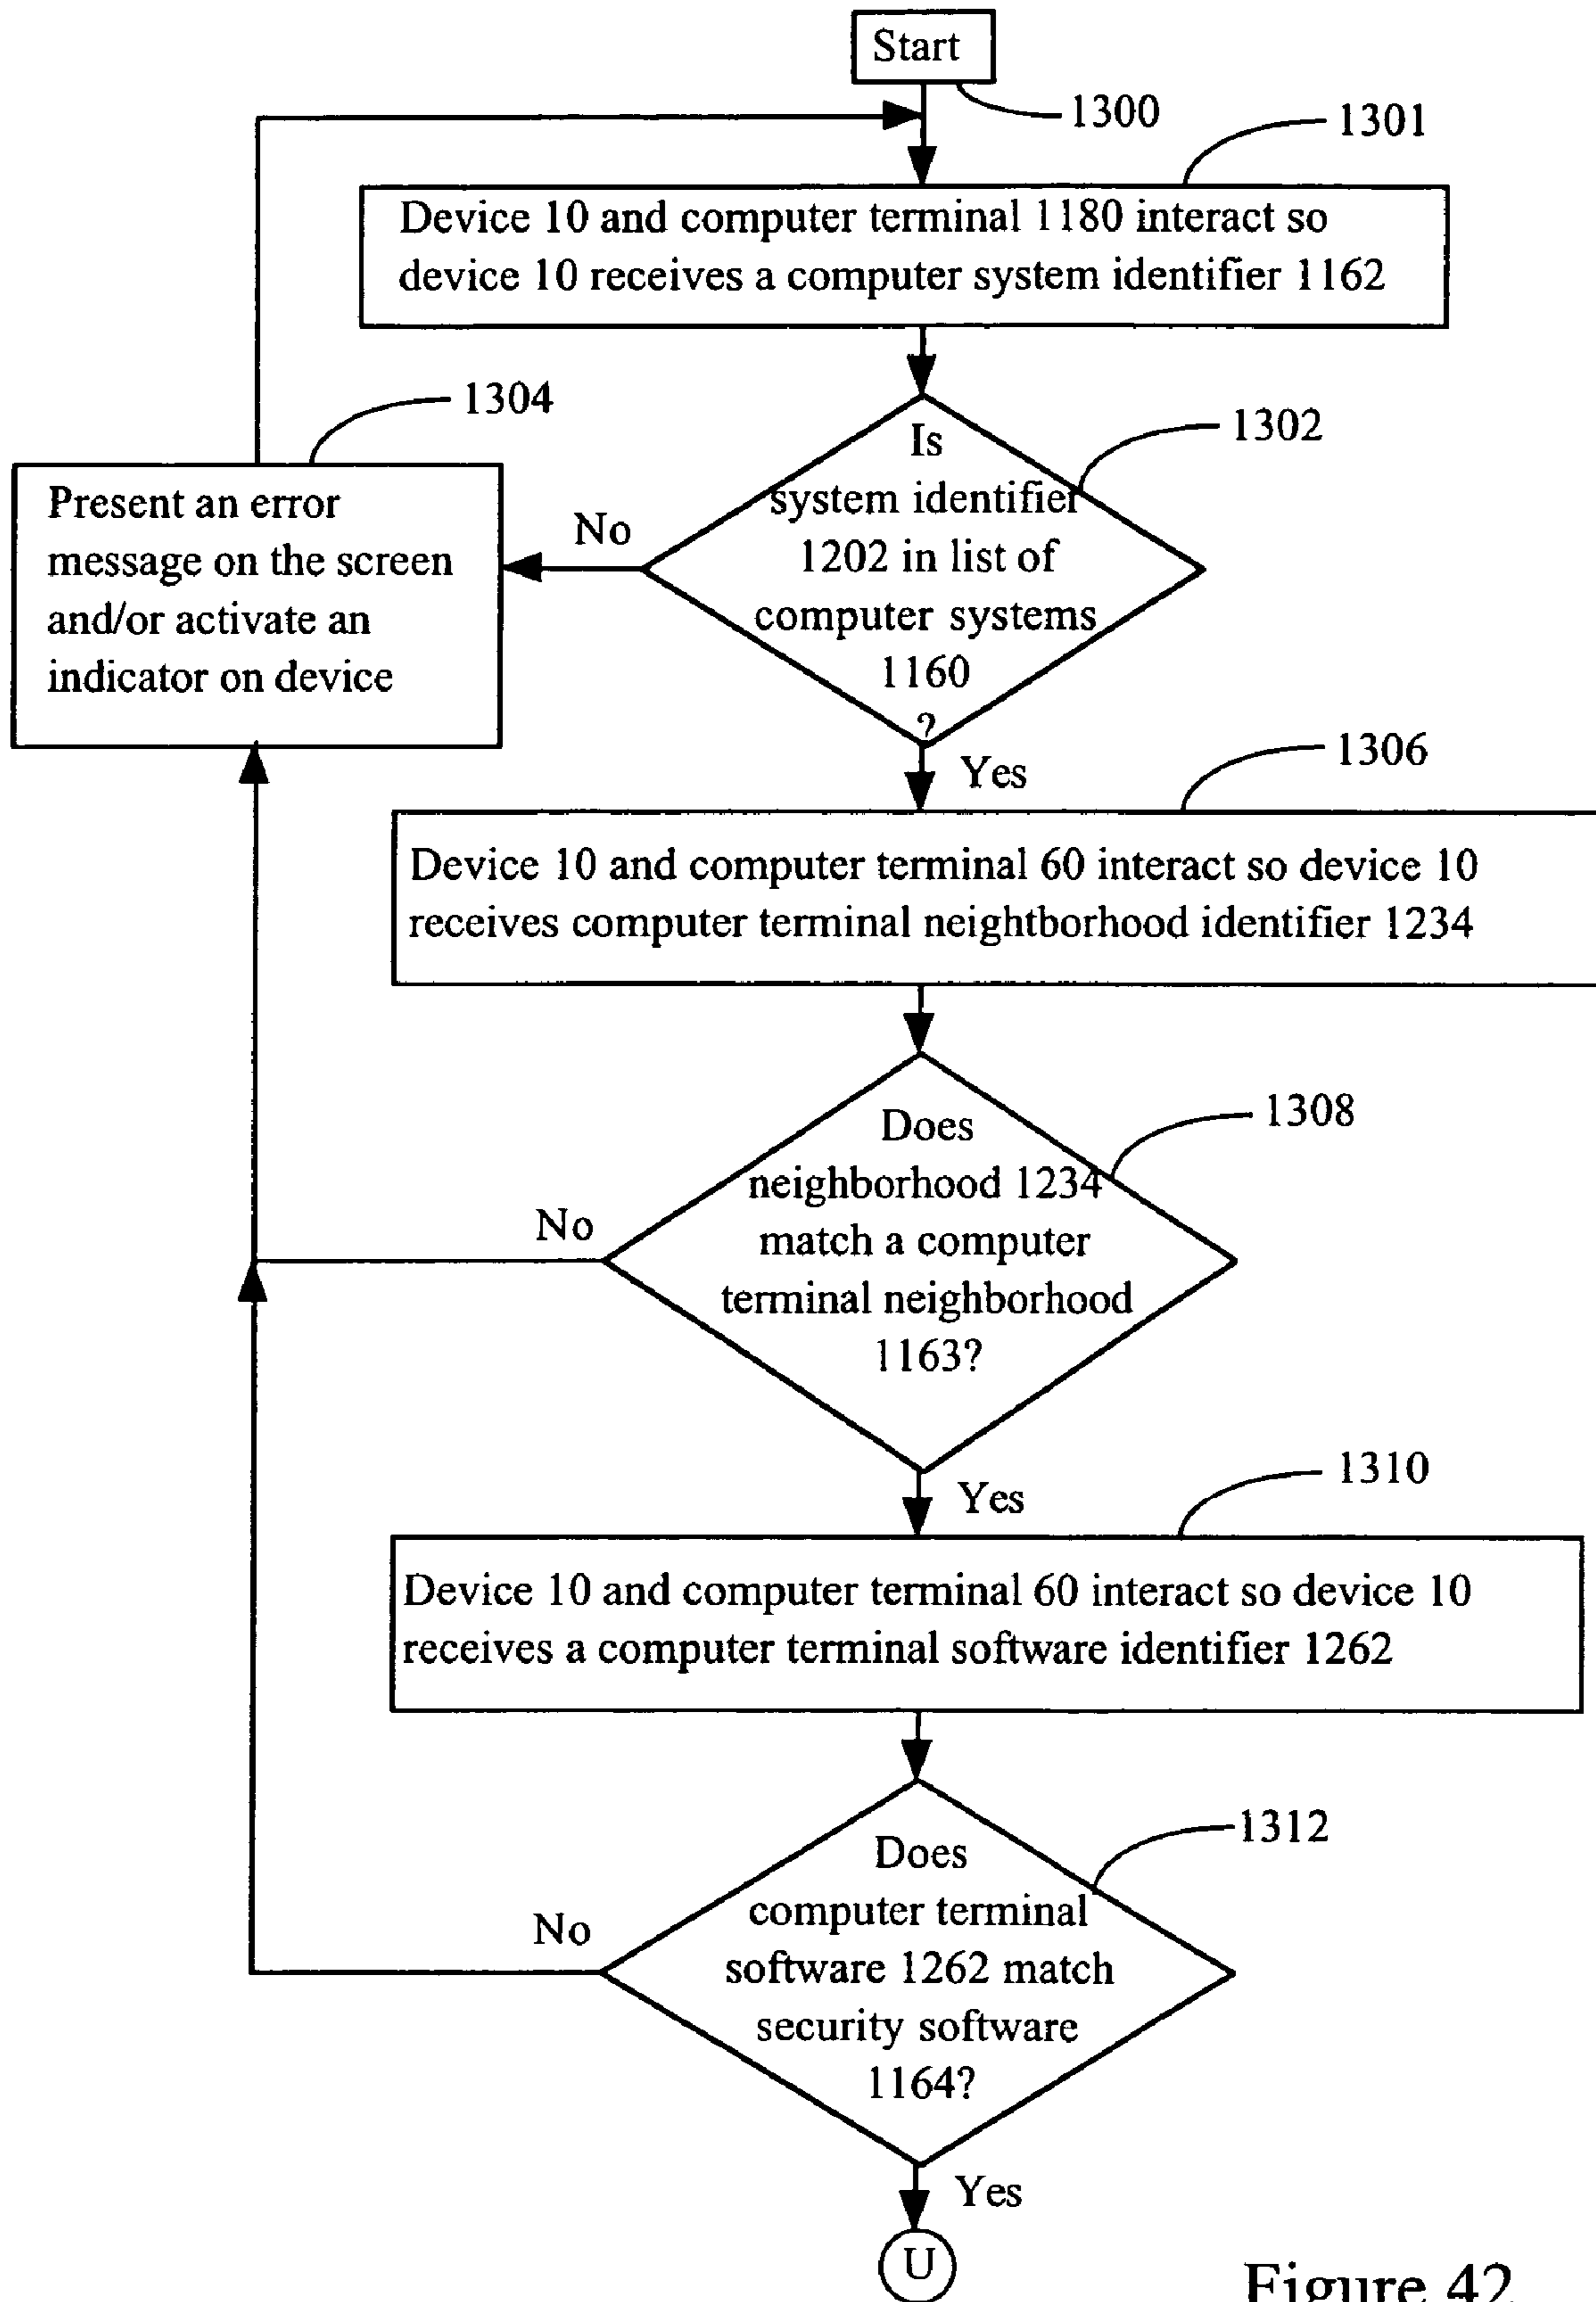 Start
1300
1301
Device 10 and computer terminal 1180 interact so
device 10 receives a computer system identifier 1162
1304
1302
Is
system identifier
1202 in list of
computer systems
1160
?
No
Present an error
message on the screen
and/or activate an
indicator on device
Yes
1306
Device 10 and computer terminal 60 interact so device 10
receives computer terminal neightborhood identifier 1234
1308
Does
neighborhood 1234
match a computer
terminal neighborhood
1163?
No
Yes
1310
Device 10 and computer terminal 60 interact so device 10
receives a computer terminal software identifier 1262
1312
Does
computer terminal
software 1262 match
security software
1164?
No
Yes
U
Figure 42